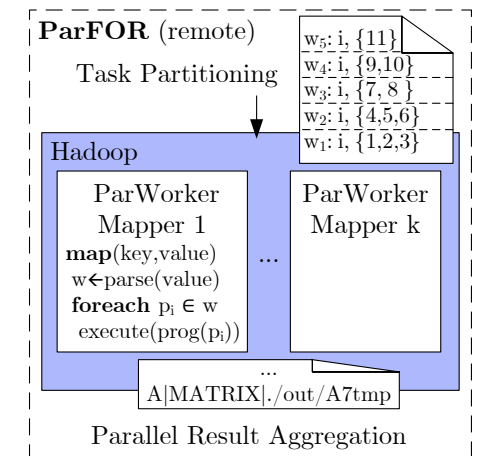 ParFOR (remote)
Task Partitioning
w₅: i, {11}
w₄: i, {9,10}
w₃: i, {7, 8 }
w₂: i, {4,5,6}
w₁: i, {1,2,3}
Hadoop
ParWorker
Mapper 1
map(key,value)
w←parse(value)
foreach pᵢ ∈ w
execute(prog(pᵢ))
...
ParWorker
Mapper k
...
A|MATRIX|./out/A7tmp
Parallel Result Aggregation